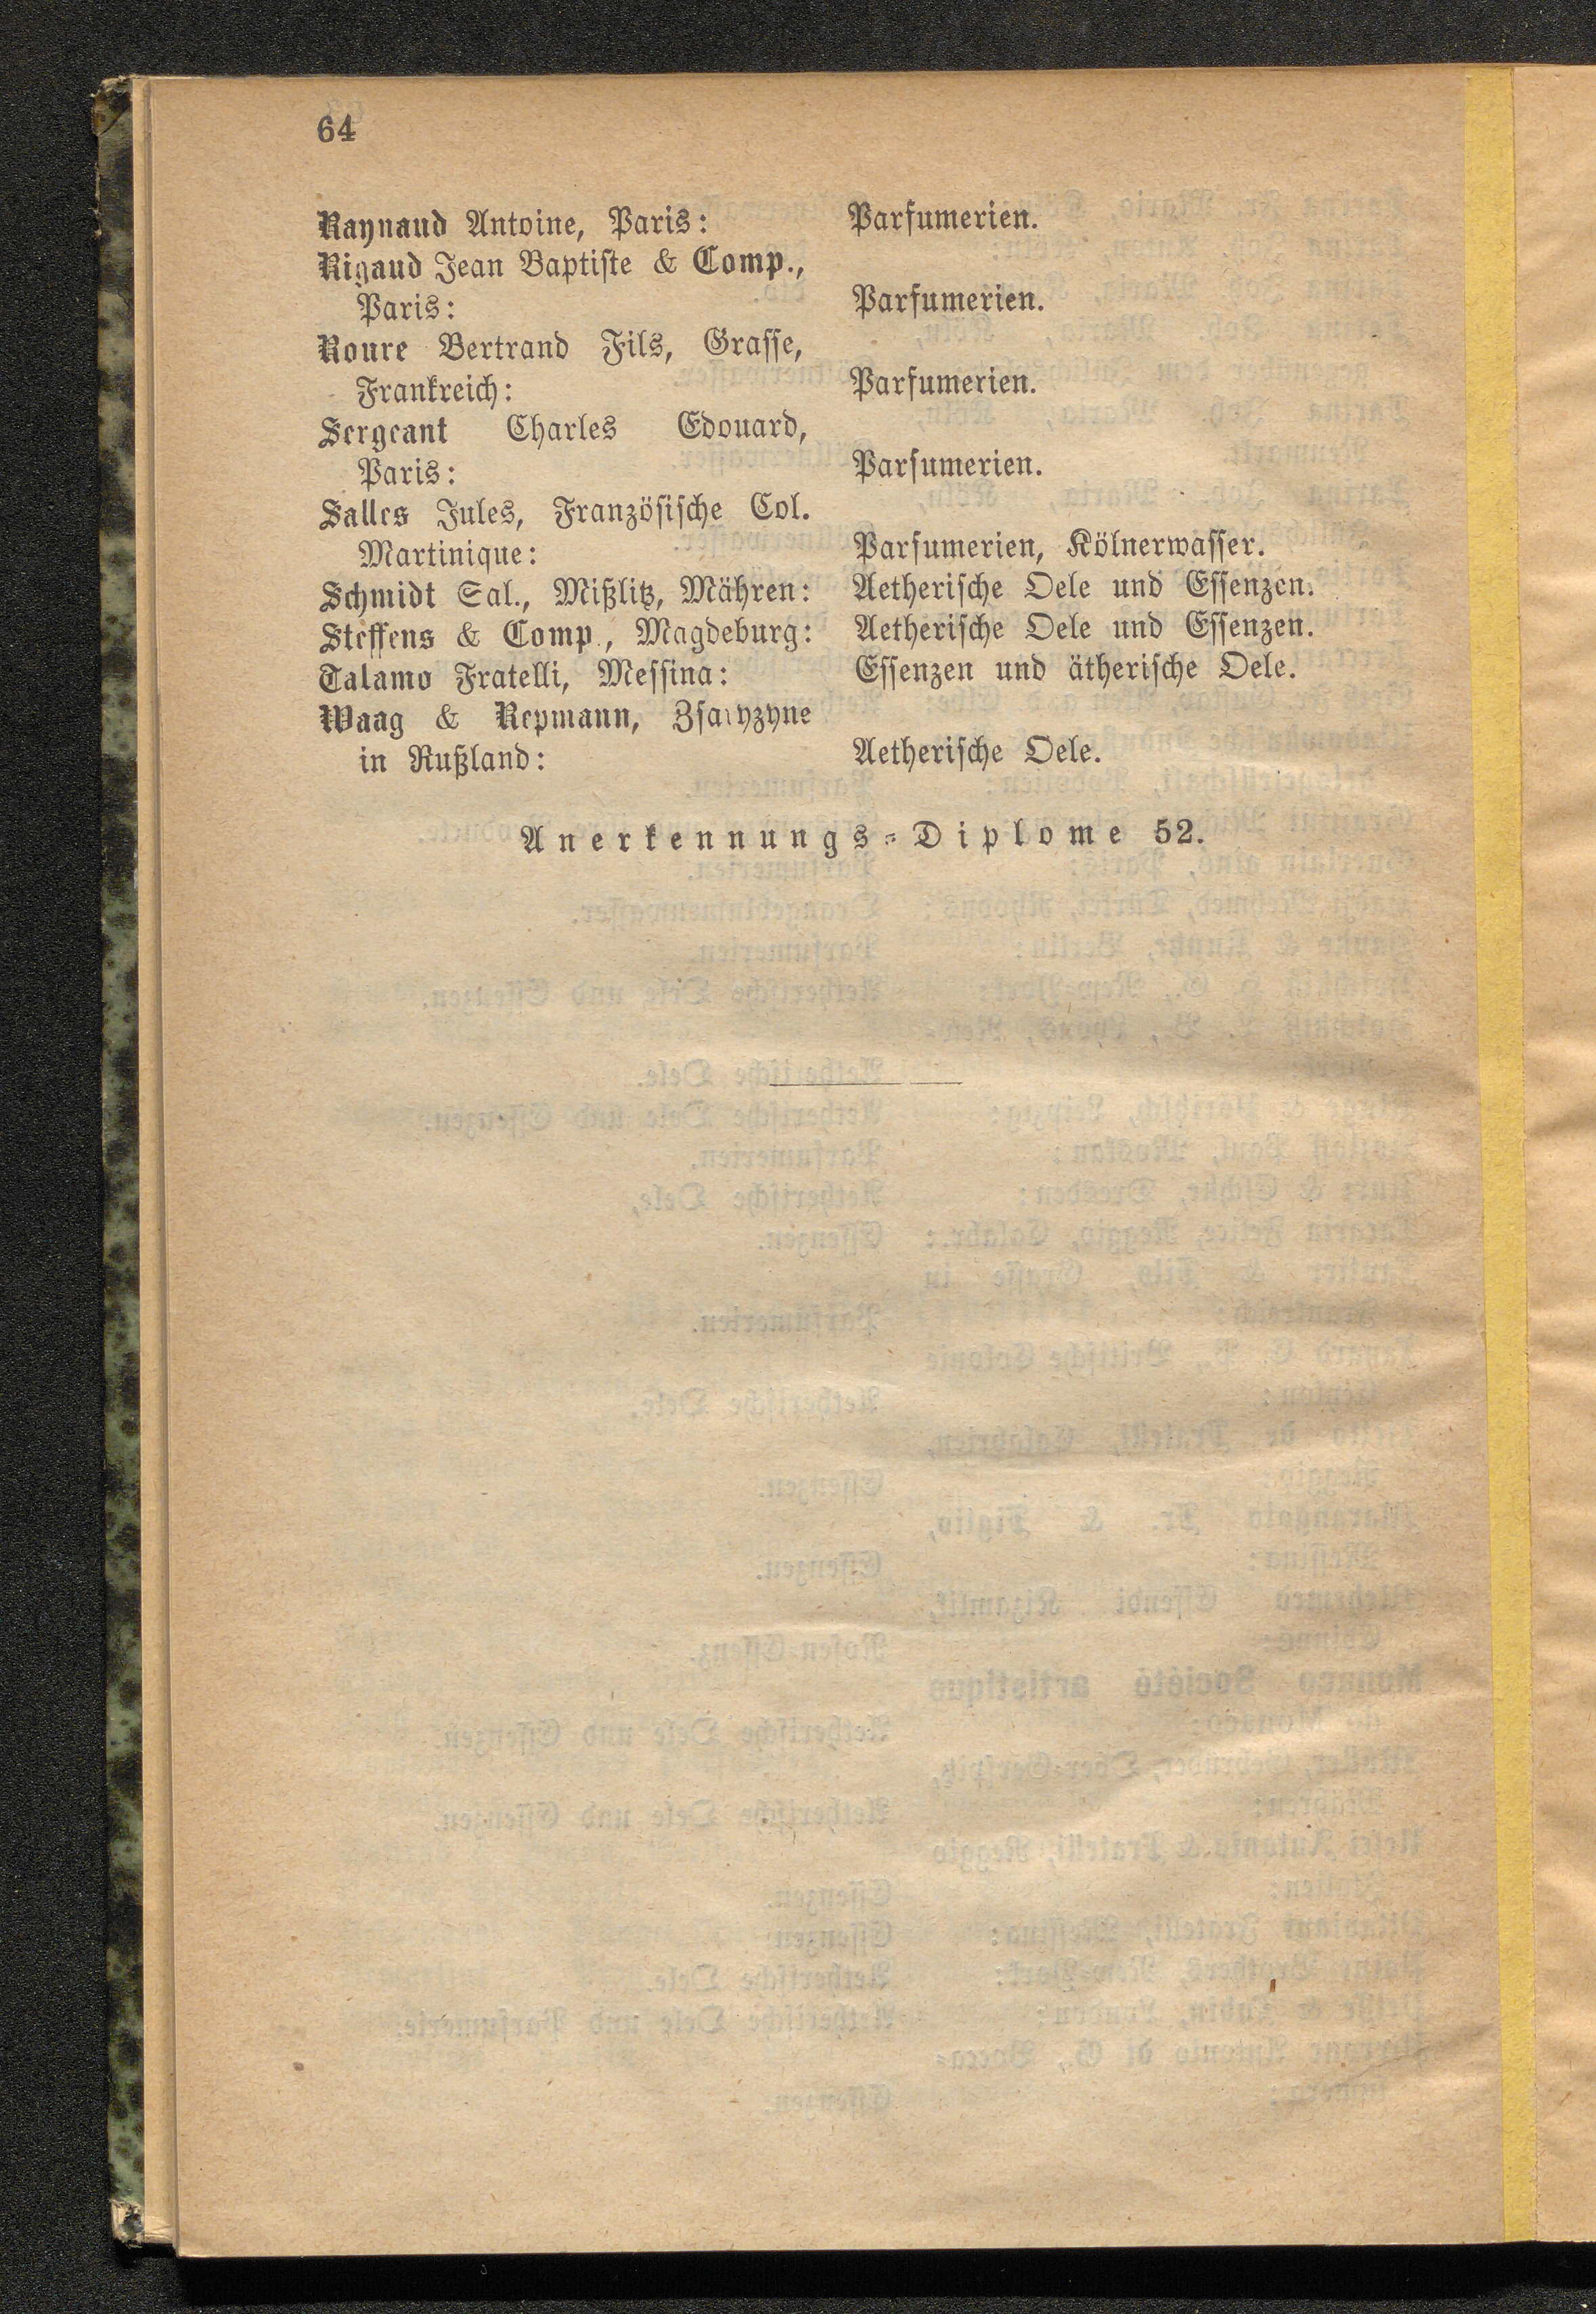 64
Raynaud Antoine, Paris: Parfumerien.
Rigaud Jean Baptiste & Comp.,
Paris: Parfumerien.
Roure Bertrand Fils, Grasse,
Frankreich: Parfumerien.
Sergeant Charles Edouard,
Paris: Parfumerien.
Salles Jules, Französische Col.
Martinique: Parfumerien, Kölnerwasser.
Schmidt Sal., Mißlitz, Mähren: Aetherische Oele und Essenzen.
Steffens & Comp., Magdeburg: Aetherische Oele und Essenzen.
Talamo Fratelli, Messina: Essenzen und ätherische Oele.
Waag & Repmann,
in Rußland: Aetherische Oele.
Anerkennungs-Diplome 52.